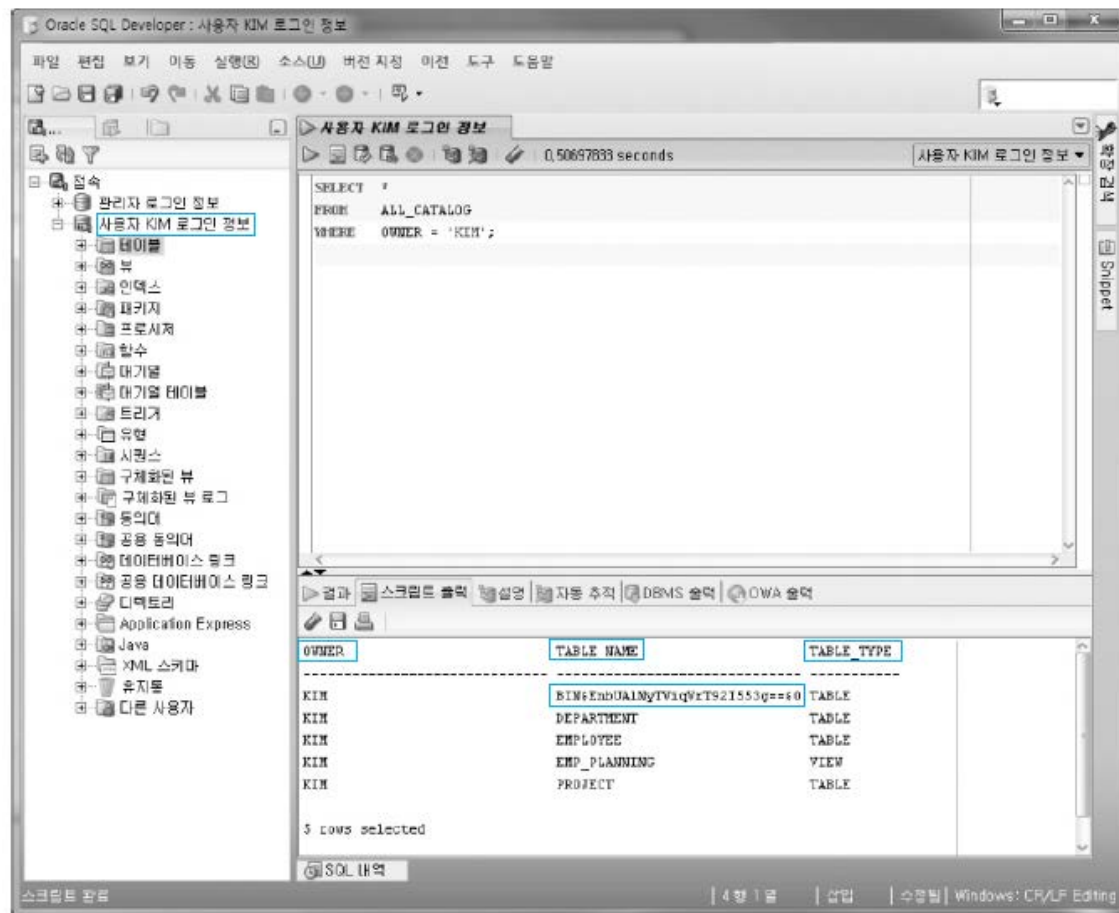 Oracle SQL Developer : 사용자 KIM 로그인 정보
파일 편집 보기 이동 실행(R) 소스(U) 버전 지정 이전 도구 도움말
사용자 KIM 로그인 정보
0.50697833 seconds
사용자 KIM 로그인 정보
확장 검색
Snippet
접속
관리자 로그인 정보
사용자 KIM 로그인 정보
테이블
뷰
인덱스
패키지
프로시저
함수
대기열
대기열 테이블
트리거
유형
시퀀스
구체화된 뷰
구체화된 뷰 로그
동의어
공용 동의어
데이터베이스 링크
공용 데이터베이스 링크
디렉토리
Application Express
Java
XML 스키마
휴지통
다른 사용자
SELECT *
FROM ALL_CATALOG
WHERE OWNER = 'KIM';
결과 스크립트 출력 설명 자동 추적 DBMS 출력 OWA 출력
OWNER TABLE_NAME TABLE_TYPE
KIM TABLE
KIM DEPARTMENT TABLE
KIM EMPLOYEE TABLE
KIM EMP_PLANNING VIEW
KIM PROJECT TABLE
5 rows selected
SQL 내역
스크립트 완료
4 행 1 열 삽입 수정됨 Windows: CR/LF Editing